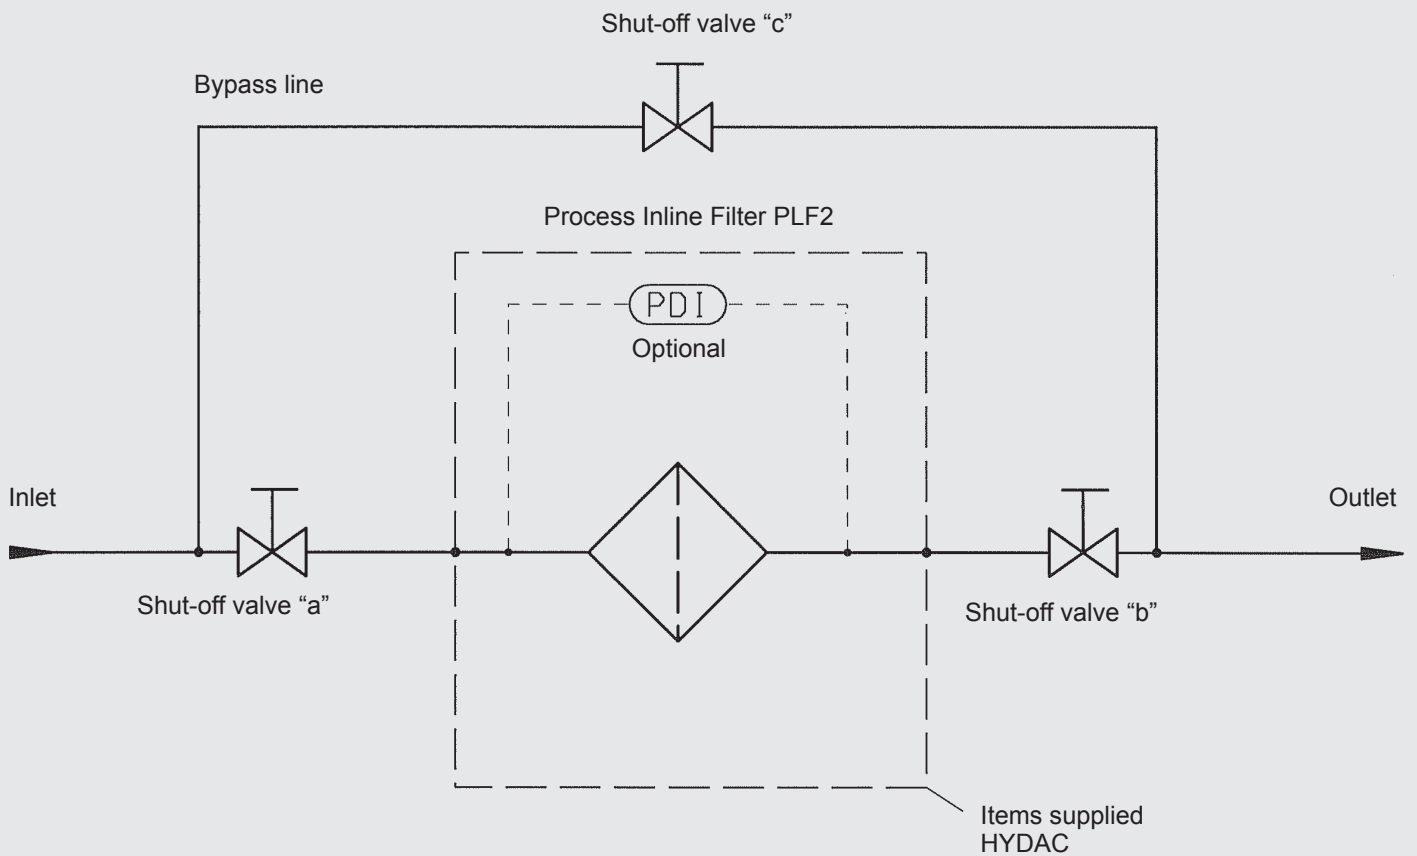 Shut-off valve “c”
Bypass line
Process Inline Filter PLF2
PDI
Optional
Inlet
Outlet
Shut-off valve “a”
Shut-off valve “b”
Items supplied
HYDAC